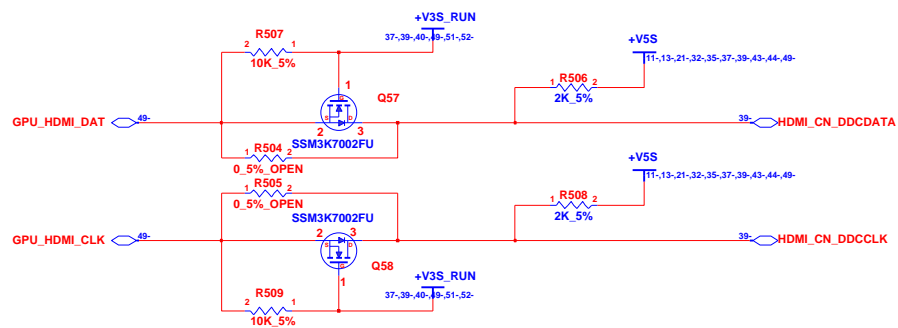 +V3S_RUN
37-,39-,40-,49-,51-,52-
R507
2 1
10K_5%
+V5S
11-,13-,21-,32-,35-,37-,39-,43-,44-,49-
R506
1 2
2K_5%
1
G
Q57
S D
GPU_HDMI_DAT 49-
2 3
39- HDMI_CN_DDCDATA
SSM3K7002FU
R504
1 2
0_5%_OPEN
+V5S
11-,13-,21-,32-,35-,37-,39-,43-,44-,49-
R505
1 2
0_5%_OPEN
R508
1 2
2K_5%
SSM3K7002FU
GPU_HDMI_CLK 49-
2 3
39- HDMI_CN_DDCCLK
S D
G
Q58
1
+V3S_RUN
37-,39-,40-,49-,51-,52-
R509
2 1
10K_5%